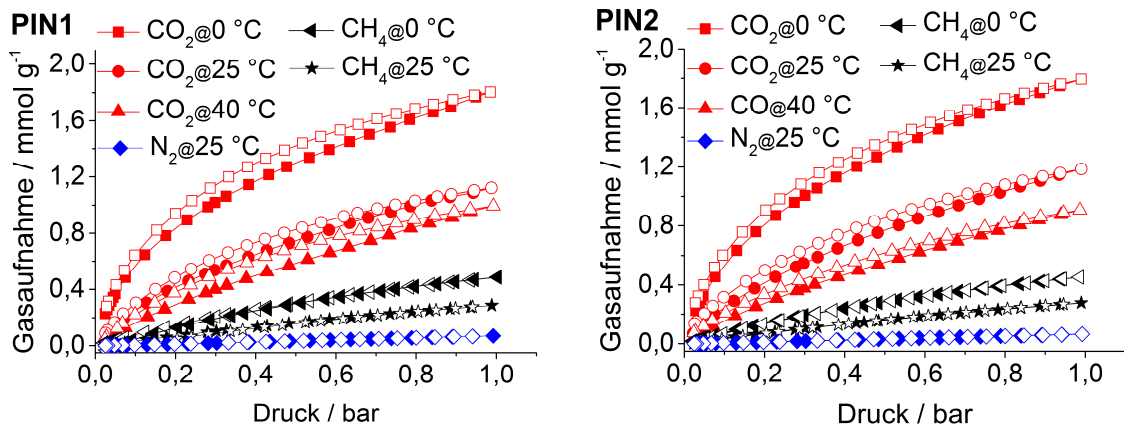 PIN1
CO2@0 °C CH4@0 °C
CO2@25 °C CH4@25 °C
CO2@40 °C
N2@25 °C
Gasaufnahme / mmol g-1
2,0
1,6
1,2
0,8
0,4
0,0
0,0 0,2 0,4 0,6 0,8 1,0
Druck / bar
PIN2
CO2@0 °C CH4@0 °C
CO2@25 °C CH4@25 °C
CO@40 °C
N2@25 °C
Gasaufnahme / mmol g-1
2,0
1,6
1,2
0,8
0,4
0,0
0,0 0,2 0,4 0,6 0,8 1,0
Druck / bar